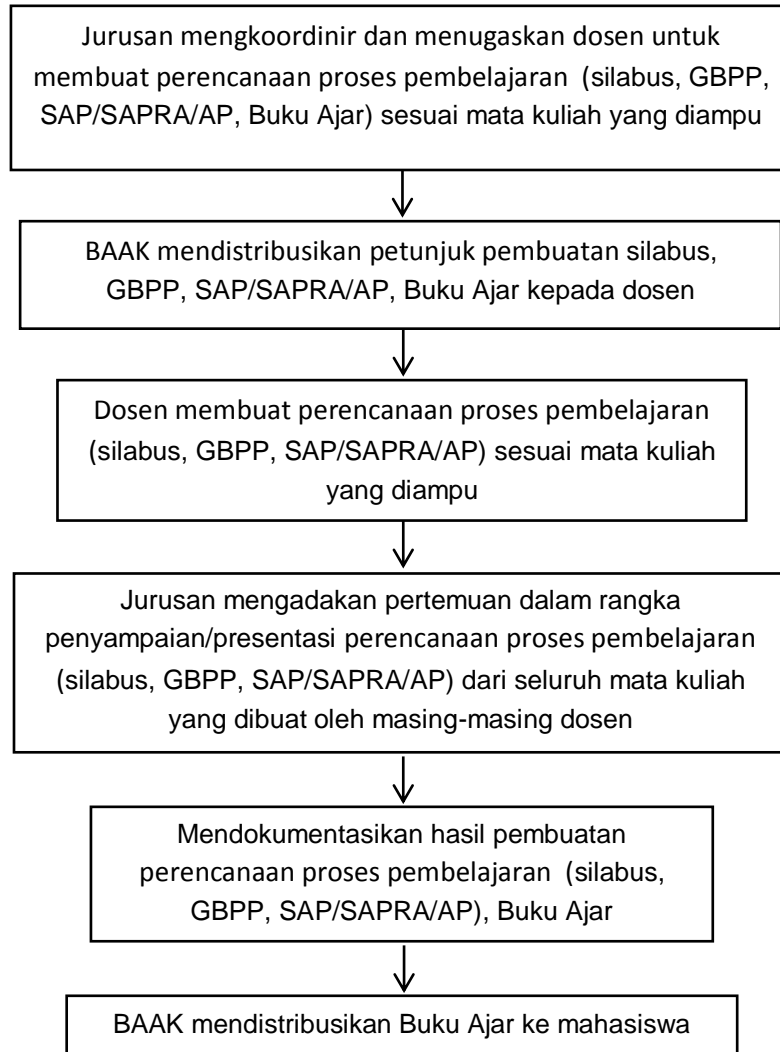 Jurusan mengkoordinir dan menugaskan dosen untuk
membuat perencanaan proses pembelajaran (silabus, GBPP,
SAP/SAPRA/AP, Buku Ajar) sesuai mata kuliah yang diampu
BAAK mendistribusikan petunjuk pembuatan silabus,
GBPP, SAP/SAPRA/AP, Buku Ajar kepada dosen
Dosen membuat perencanaan proses pembelajaran
(silabus, GBPP, SAP/SAPRA/AP) sesuai mata kuliah
yang diampu
Jurusan mengadakan pertemuan dalam rangka
penyampaian/presentasi perencanaan proses pembelajaran
(silabus, GBPP, SAP/SAPRA/AP) dari seluruh mata kuliah
yang dibuat oleh masing-masing dosen
Mendokumentasikan hasil pembuatan
perencanaan proses pembelajaran (silabus,
GBPP, SAP/SAPRA/AP), Buku Ajar
BAAK mendistribusikan Buku Ajar ke mahasiswa